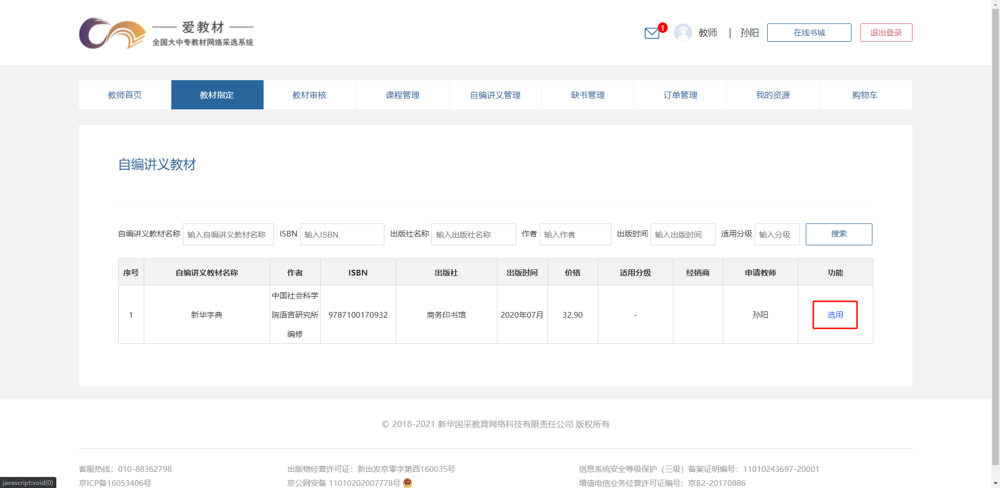 爱教材
全国大中专教材网络采选系统
1
教师 | 孙阳 在线书城 退出登录
教师首页 教材指定 教材审核 课程管理 自编讲义管理 缺书管理 订单管理 我的资源 购物车
自编讲义教材
自编讲义教材名称 输入自编讲义教材名称 ISBN 输入ISBN 出版社名称 输入出版社名称 作者 输入作者 出版时间 输入出版时间 适用分级 输入分级 搜索
序号 自编讲义教材名称 作者 ISBN 出版社 出版时间 价格 适用分级 经销商 申请教师 功能
1 新华字典 中国社会科学院语言研究所编修 9787100170932 商务印书馆 2020年07月 32.90 - 孙阳 选用
© 2018-2021 新华国采教育网络科技有限责任公司 版权所有
客服热线：010-88362798 出版物经营许可证：新出发京零字第西160035号 信息系统安全等级保护（三级）备案证明编号：11010243697-20001
京ICP备16053406号 京公网安备 11010202007778号 增值电信业务经营许可证编号：京B2-20170886
javascript:void(0)